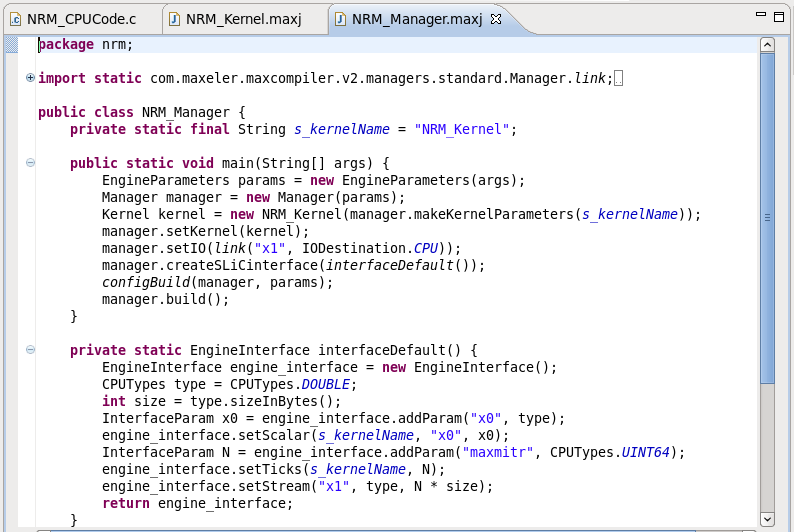 NRM_CPUCode.c NRM_Kernel.maxj NRM_Manager.maxj
package nrm;
import static com.maxeler.maxcompiler.v2.managers.standard.Manager.link;
public class NRM_Manager {
private static final String s_kernelName = "NRM_Kernel";
public static void main(String[] args) {
EngineParameters params = new EngineParameters(args);
Manager manager = new Manager(params);
Kernel kernel = new NRM_Kernel(manager.makeKernelParameters(s_kernelName));
manager.setKernel(kernel);
manager.setIO(link("x1", IODestination.CPU));
manager.createSLiCinterface(interfaceDefault());
configBuild(manager, params);
manager.build();
}
private static EngineInterface interfaceDefault() {
EngineInterface engine_interface = new EngineInterface();
CPUTypes type = CPUTypes.DOUBLE;
int size = type.sizeInBytes();
InterfaceParam x0 = engine_interface.addParam("x0", type);
engine_interface.setScalar(s_kernelName, "x0", x0);
InterfaceParam N = engine_interface.addParam("maxmitr", CPUTypes.UINT64);
engine_interface.setTicks(s_kernelName, N);
engine_interface.setStream("x1", type, N * size);
return engine_interface;
}